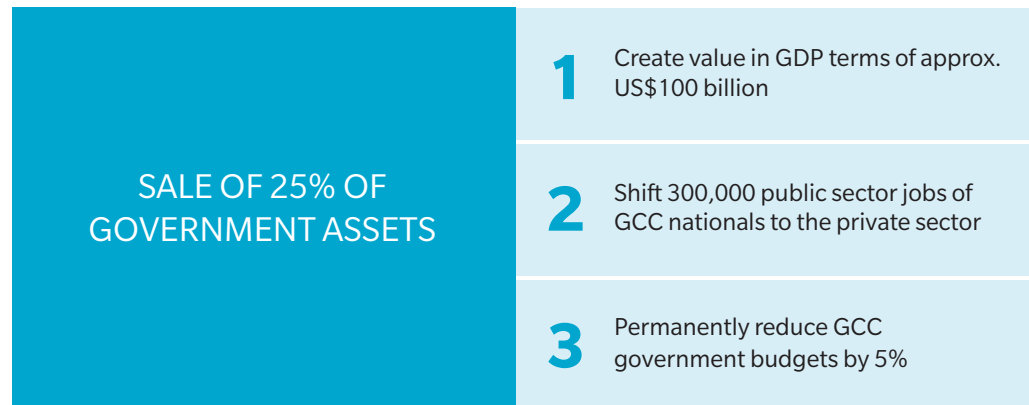 SALE OF 25% OF
GOVERNMENT ASSETS
1
Create value in GDP terms of approx.
US$100 billion
2
Shift 300,000 public sector jobs of
GCC nationals to the private sector
3
Permanently reduce GCC
government budgets by 5%